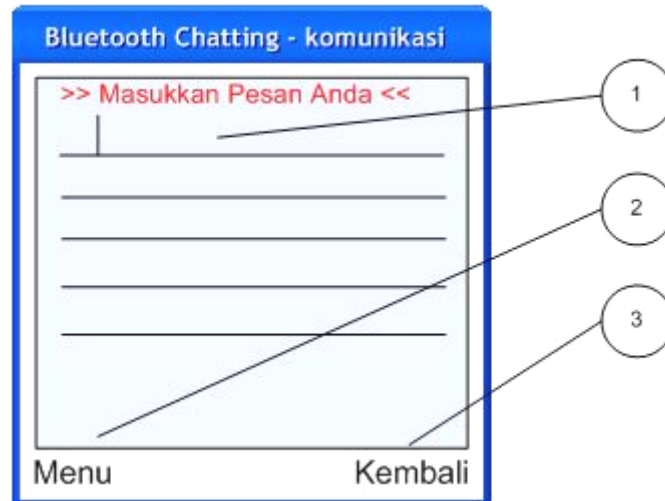 Bluetooth Chatting - komunikasi
>> Masukkan Pesan Anda <<
1
2
3
Menu Kembali